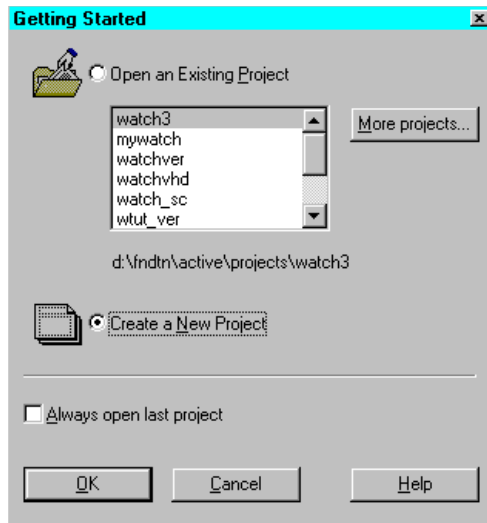 Getting Started
Open an Existing Project
watch3
mywatch
watchver
watchvhd
watch_sc
wtut_ver
More projects...
d:\fndtn\active\projects\watch3
Create a New Project
Always open last project
OK
Cancel
Help